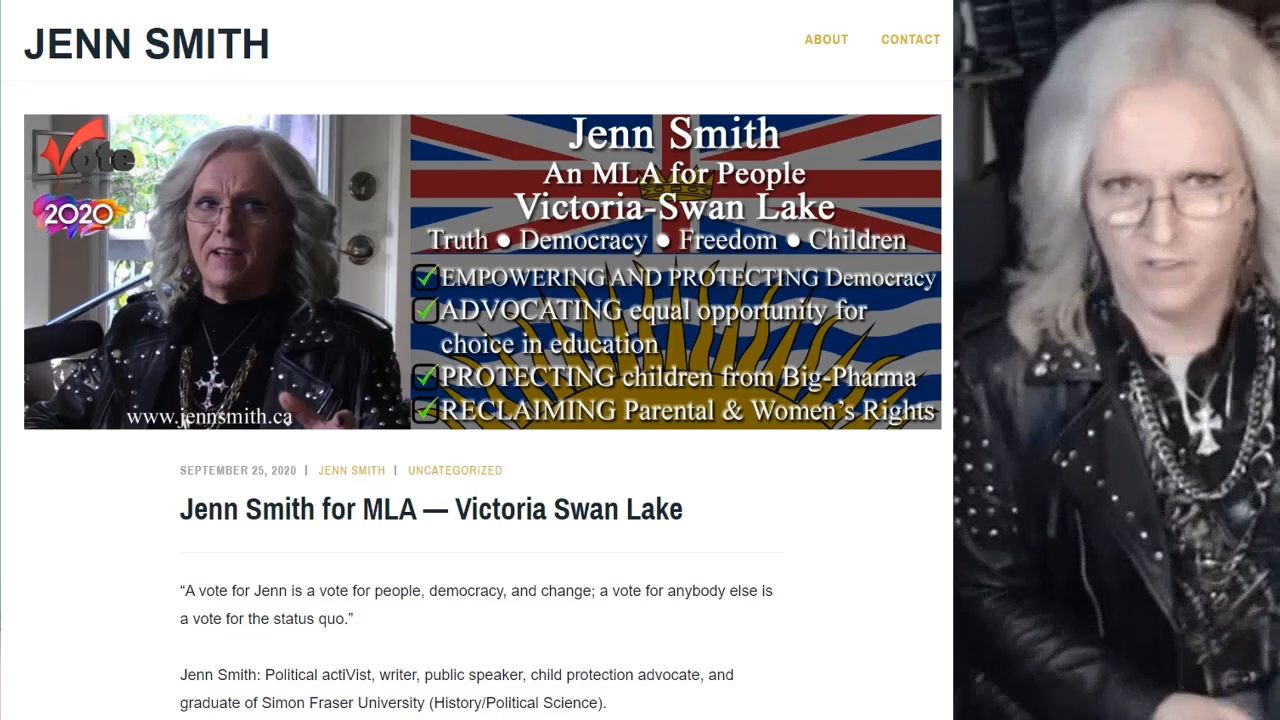 JENN SMITH
ABOUT
CONTACT
Vote
2020
www.jennsmith.ca
Jenn Smith
An MLA for People
Victoria-Swan Lake
Truth ● Democracy ● Freedom ● Children
EMPOWERING AND PROTECTING Democracy
ADVOCATING equal opportunity for
choice in education
PROTECTING children from Big-Pharma
RECLAIMING Parental & Women's Rights
SEPTEMBER 25, 2020 | JENN SMITH | UNCATEGORIZED
Jenn Smith for MLA — Victoria Swan Lake
“A vote for Jenn is a vote for people, democracy, and change; a vote for anybody else is
a vote for the status quo.”
Jenn Smith: Political actiVist, writer, public speaker, child protection advocate, and
graduate of Simon Fraser University (History/Political Science).